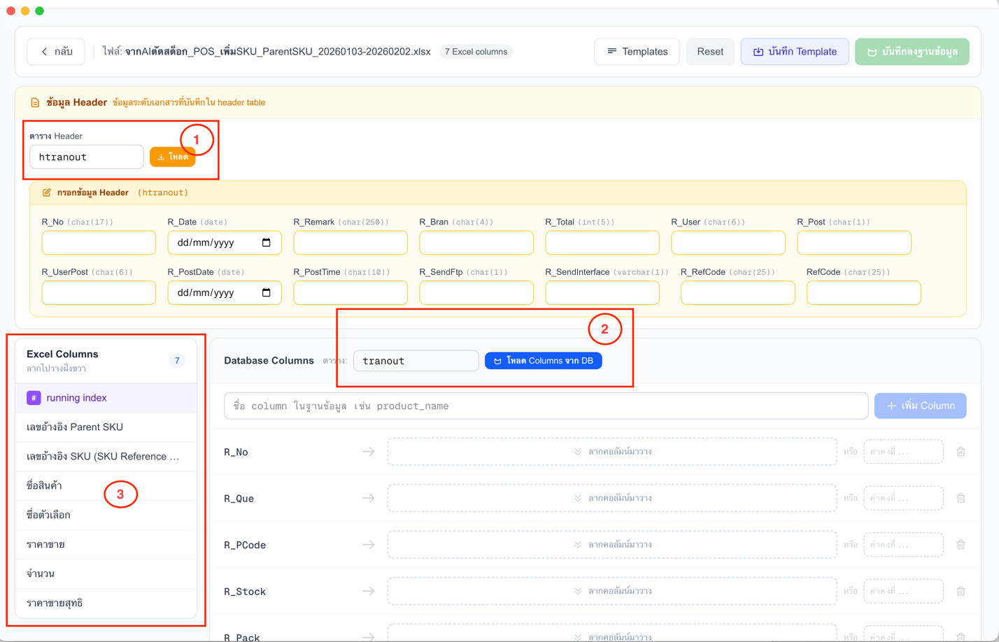 กลับ ไฟล์: จากAIตัดสต็อก_POS_เพิ่มSKU_ParentSKU_20260103-20260202.xlsx 7 Excel columns Templates Reset บันทึก Template บันทึกลงฐานข้อมูล
ข้อมูล Header ข้อมูลระดับเอกสารที่บันทึกใน header table
ตาราง Header
1
htranout โหลด
กรอกข้อมูล Header (htranout)
R_No (char(17)) R_Date (date) R_Remark (char(250)) R_Bran (char(4)) R_Total (int(5)) R_User (char(6)) R_Post (char(1))
dd/mm/yyyy
R_UserPost (char(6)) R_PostDate (date) R_PostTime (char(10)) R_SendFtp (char(1)) R_SendInterface (varchar(1)) R_RefCode (char(25)) RefCode (char(25))
dd/mm/yyyy
2
Excel Columns 7
ลากไปวางฝั่งขวา
# running index
เลขอ้างอิง Parent SKU
เลขอ้างอิง SKU (SKU Reference ...
ชื่อสินค้า
3
ชื่อตัวเลือก
ราคาขาย
จำนวน
ราคาขายสุทธิ
Database Columns ตาราง: tranout โหลด Columns จาก DB
ชื่อ column ในฐานข้อมูล เช่น product_name + เพิ่ม Column
R_No → ลากคอลัมน์มาวาง หรือ ค่าคงที่ ...
R_Que → ลากคอลัมน์มาวาง หรือ ค่าคงที่ ...
R_PCode → ลากคอลัมน์มาวาง หรือ ค่าคงที่ ...
R_Stock → ลากคอลัมน์มาวาง หรือ ค่าคงที่ ...
R_Pack → ลากคอลัมน์มาวาง หรือ ค่าคงที่ ...